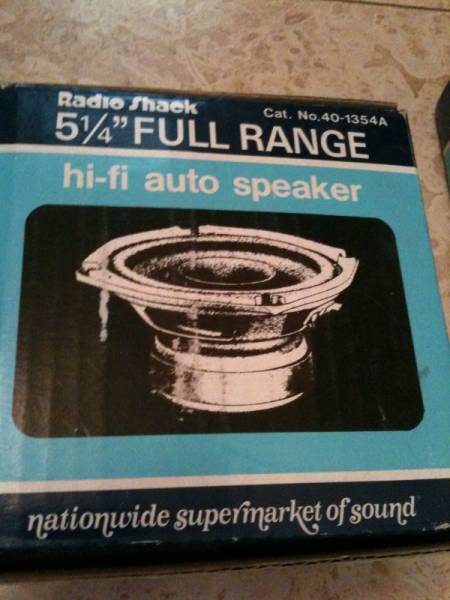 Radio Shack
Cat. No. 40-1354A
5¼" FULL RANGE
hi-fi auto speaker
nationwide supermarket of sound